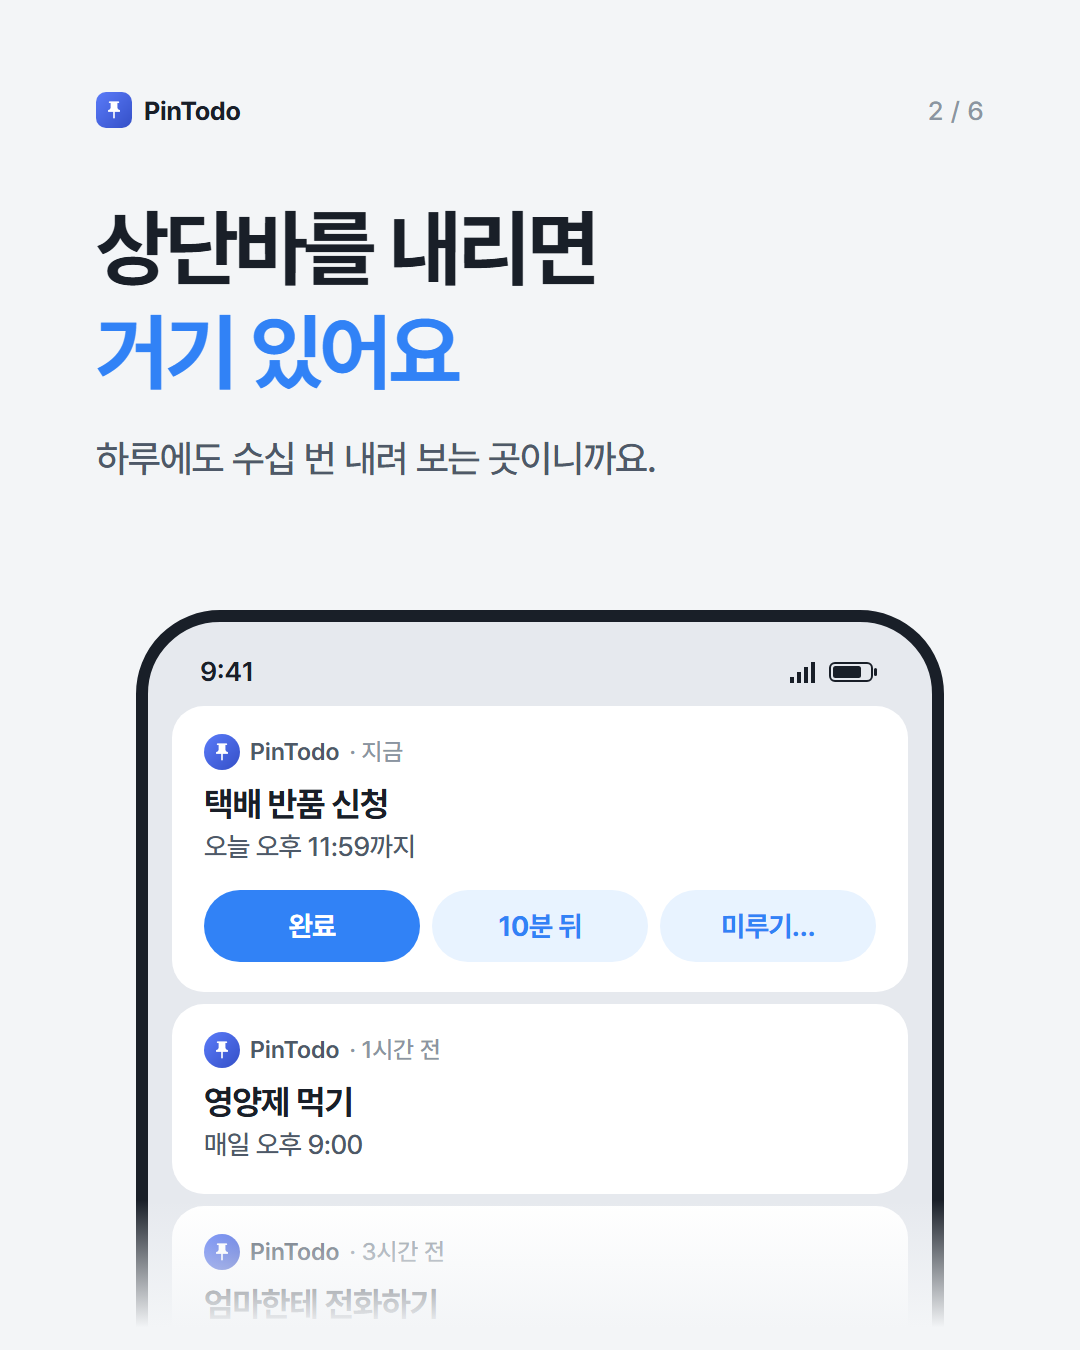 PinTodo
2 / 6
상단바를 내리면
거기 있어요
하루에도 수십 번 내려 보는 곳이니까요.
9:41
PinTodo · 지금
택배 반품 신청
오늘 오후 11:59까지
완료
10분 뒤
미루기...
PinTodo · 1시간 전
영양제 먹기
매일 오후 9:00
PinTodo · 3시간 전
엄마한테 전화하기